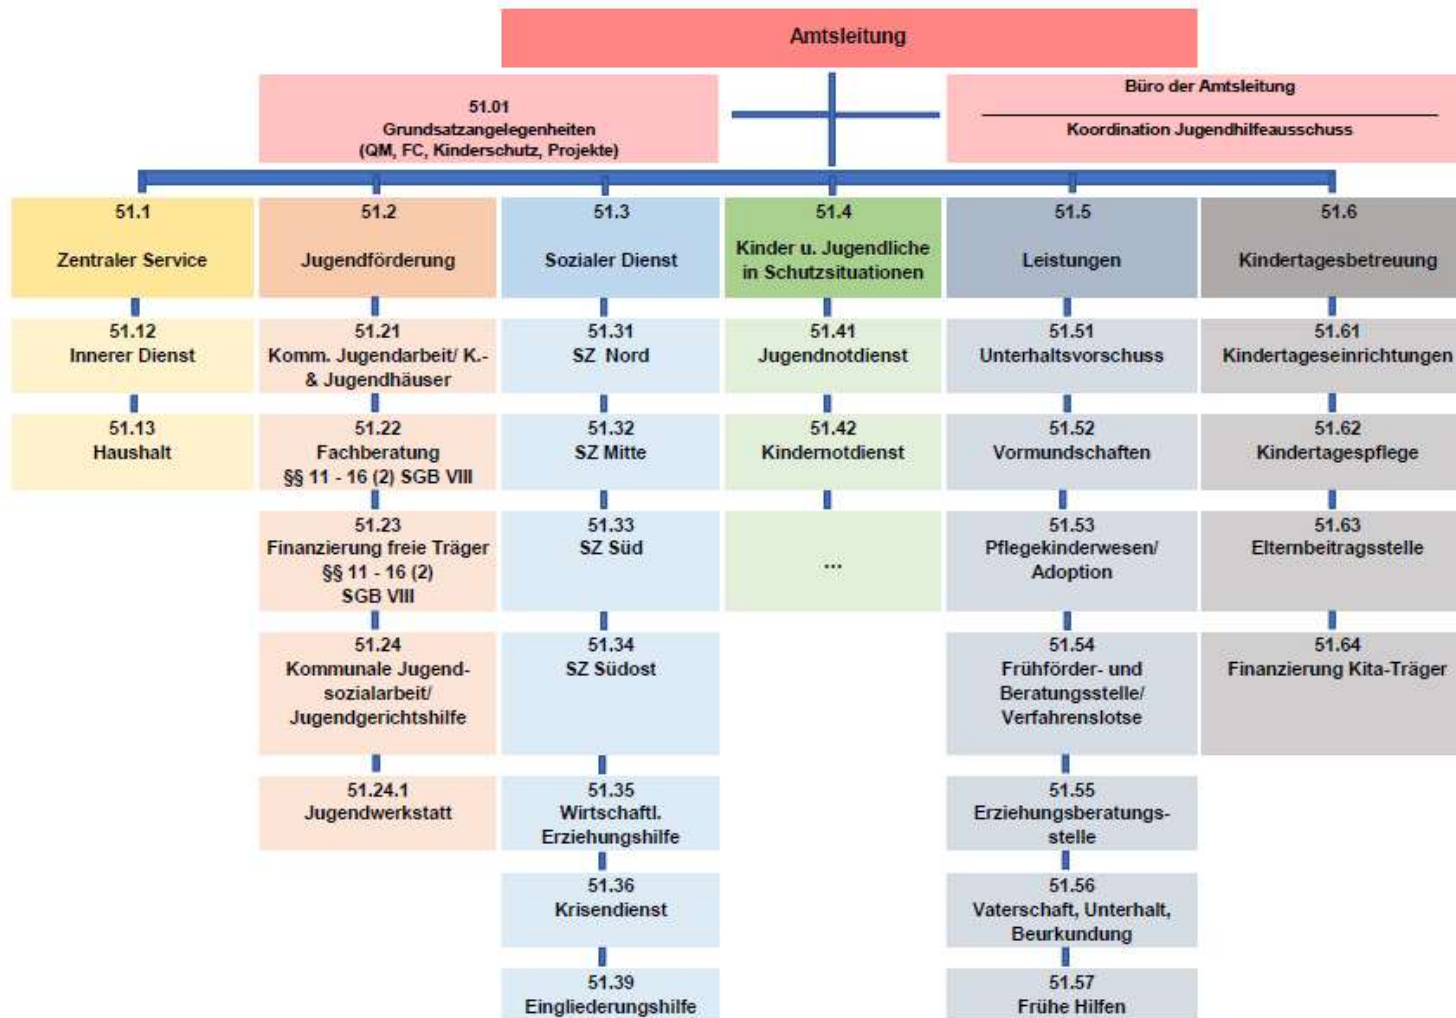 Amtsleitung
51.01
Grundsatzangelegenheiten
(QM, FC, Kinderschutz, Projekte)
Büro der Amtsleitung
Koordination Jugendhilfeausschuss
51.1
Zentraler Service
51.12
Innerer Dienst
51.13
Haushalt
51.2
Jugendförderung
51.21
Komm. Jugendarbeit/ K.-
& Jugendhäuser
51.22
Fachberatung
§§ 11 - 16 (2) SGB VIII
51.23
Finanzierung freie Träger
§§ 11 - 16 (2)
SGB VIII
51.24
Kommunale Jugend-
sozialarbeit/
Jugendgerichtshilfe
51.24.1
Jugendwerkstatt
51.3
Sozialer Dienst
51.31
SZ Nord
51.32
SZ Mitte
51.33
SZ Süd
51.34
SZ Südost
51.35
Wirtschaftl.
Erziehungshilfe
51.36
Krisendienst
51.39
Eingliederungshilfe
51.4
Kinder u. Jugendliche
in Schutzsituationen
51.41
Jugendnotdienst
51.42
Kindernotdienst
...
51.5
Leistungen
51.51
Unterhaltsvorschuss
51.52
Vormundschaften
51.53
Pflegekinderwesen/
Adoption
51.54
Frühförder- und
Beratungsstelle/
Verfahrenslotse
51.55
Erziehungsberatungs-
stelle
51.56
Vaterschaft, Unterhalt,
Beurkundung
51.57
Frühe Hilfen
51.6
Kindertagesbetreuung
51.61
Kindertageseinrichtungen
51.62
Kindertagespflege
51.63
Elternbeitragsstelle
51.64
Finanzierung Kita-Träger